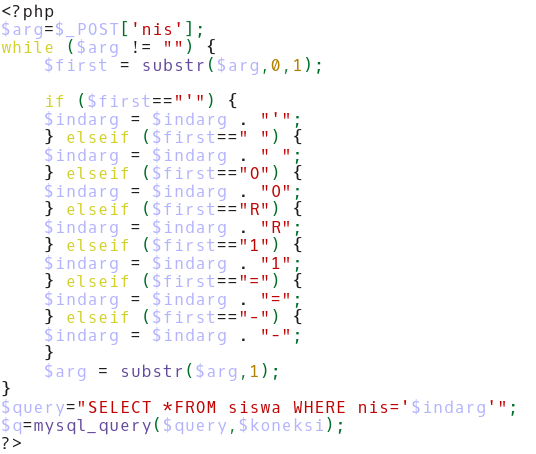 <?php
$arg=$_POST['nis'];
while ($arg != "") {
    $first = substr($arg,0,1);

    if ($first=="'") {
    $indarg = $indarg . "'";
    } elseif ($first==" ") {
    $indarg = $indarg . " ";
    } elseif ($first=="O") {
    $indarg = $indarg . "O";
    } elseif ($first=="R") {
    $indarg = $indarg . "R";
    } elseif ($first=="1") {
    $indarg = $indarg . "1";
    } elseif ($first=="=") {
    $indarg = $indarg . "=";
    } elseif ($first=="-") {
    $indarg = $indarg . "-";
    }
    $arg = substr($arg,1);
}
$query="SELECT *FROM siswa WHERE nis='$indarg'";
$q=mysql_query($query,$koneksi);
?>